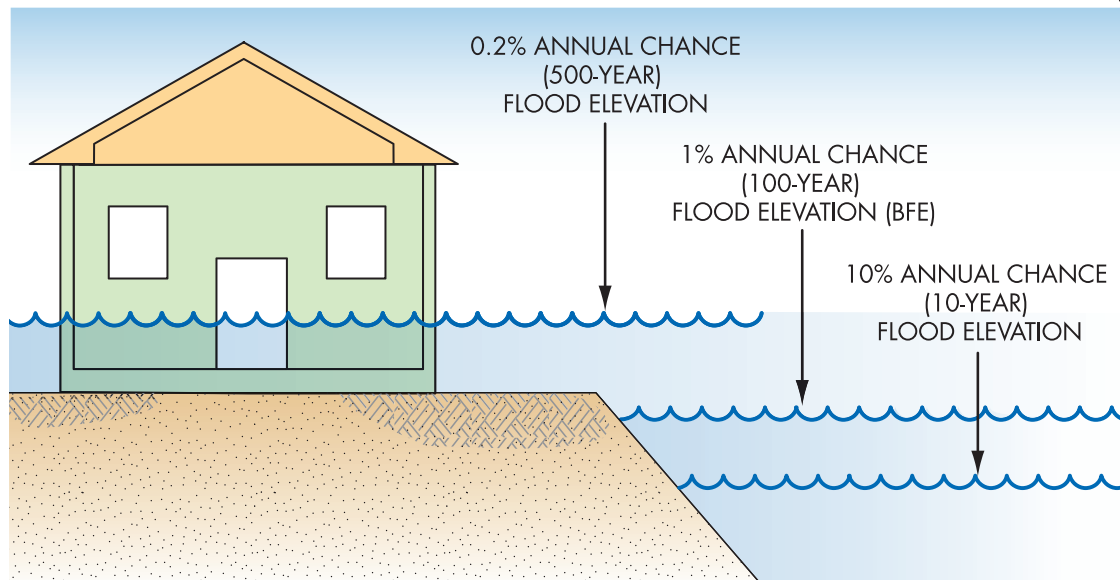 0.2% ANNUAL CHANCE
(500-YEAR)
FLOOD ELEVATION
1% ANNUAL CHANCE
(100-YEAR)
FLOOD ELEVATION (BFE)
10% ANNUAL CHANCE
(10-YEAR)
FLOOD ELEVATION